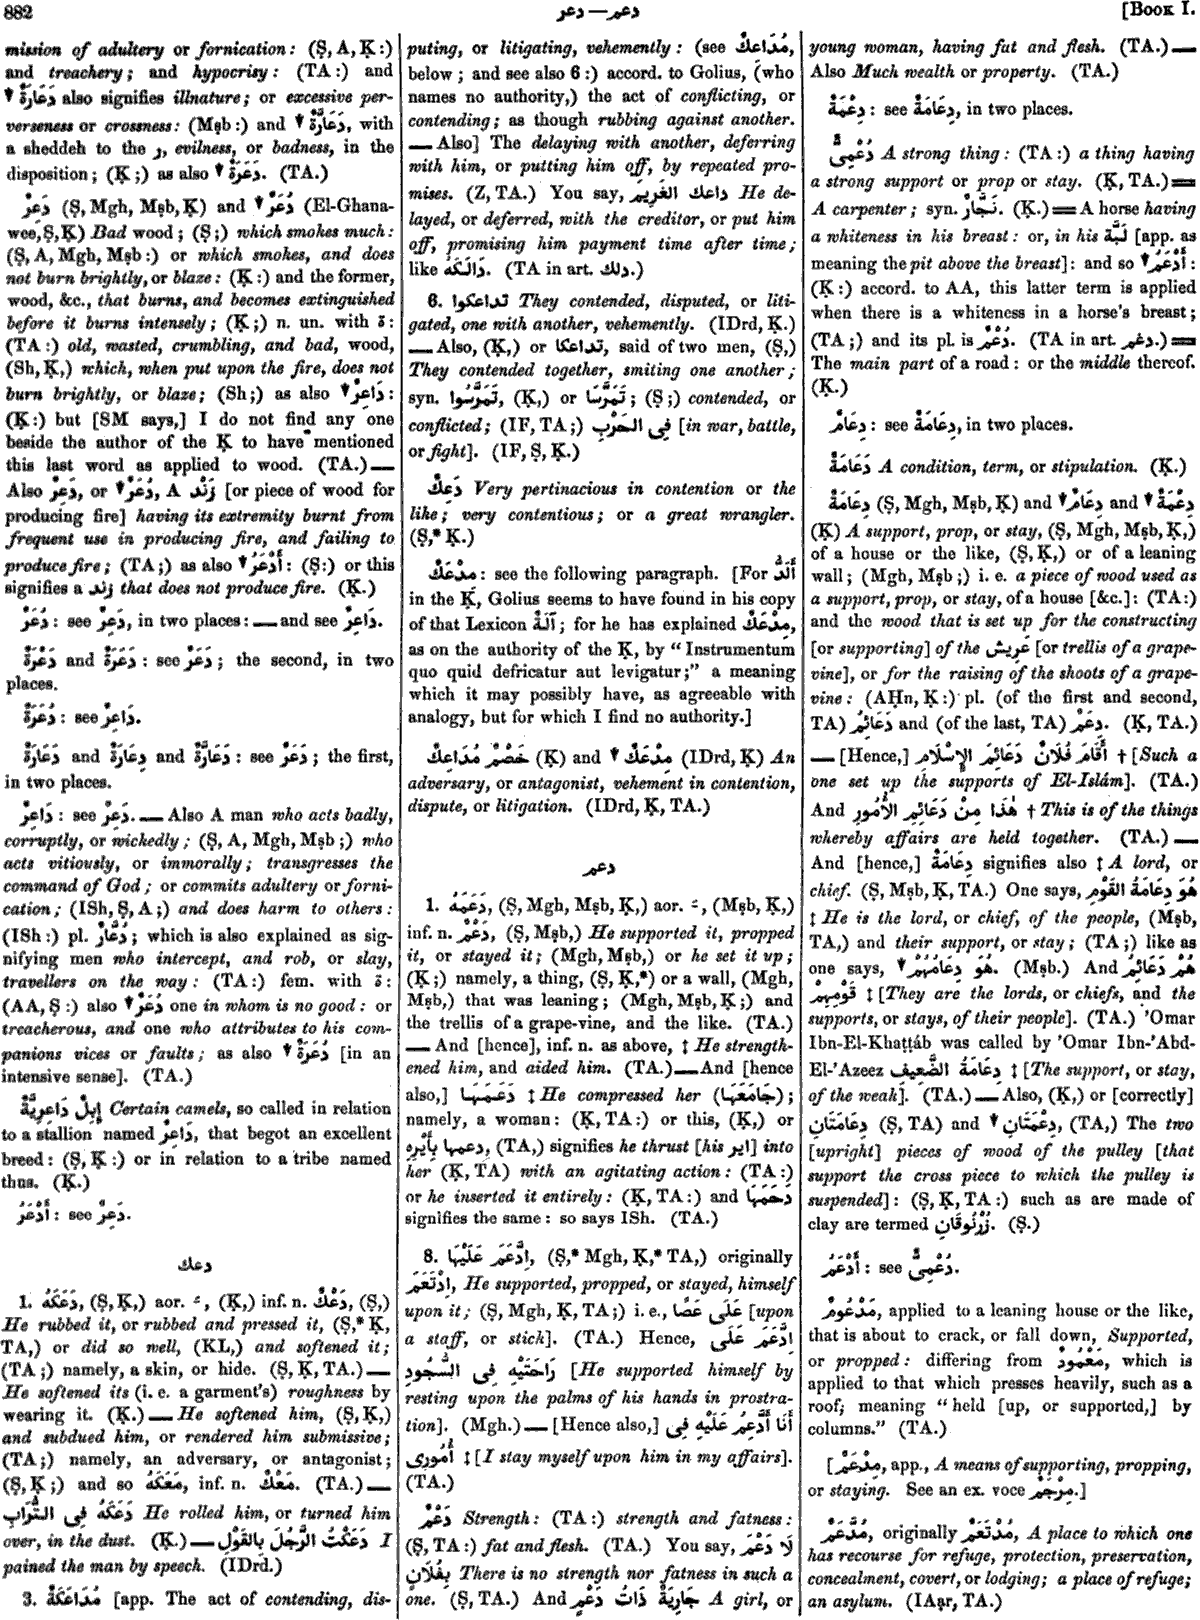 882
دعر — دعم
[BOOK I.
mission of adultery or fornication: (Ṣ, A, Ḳ:)
and treachery; and hypocrisy: (TA:) and
▼ دَعَارَةٌ also signifies illnature; or excessive per-
verseness or crossness: (Mṣb:) and ▼ دَعَارَّةٌ, with
a sheddeh to the ر, evilness, or badness, in the
disposition; (Ḳ;) as also ▼ دَعَرَةٌ. (TA.)
دَعِرٌ (Ṣ, Mgh, Mṣb, Ḳ) and ▼ دُعَرٌ (El-Ghana-
wee, Ṣ, Ḳ) Bad wood; (Ṣ;) which smokes much:
(Ṣ, A, Mgh, Mṣb:) or which smokes, and does
not burn brightly, or blaze: (Ḳ:) and the former,
wood, &c., that burns, and becomes extinguished
before it burns intensely; (Ḳ;) n. un. with ة:
(TA:) old, wasted, crumbling, and bad, wood,
(Sh, Ḳ,) which, when put upon the fire, does not
burn brightly, or blaze; (Sh;) as also ▼ دَاعِرٌ:
(Ḳ:) but [SM says,] I do not find any one
beside the author of the Ḳ to have mentioned
this last word as applied to wood. (TA.) —
Also دَعِرٌ, or ▼ دُعَرٌ, A زَنْد [or piece of wood for
producing fire] having its extremity burnt from
frequent use in producing fire, and failing to
produce fire; (TA;) as also ▼ أَدْعَرُ: (Ṣ:) or this
signifies a زند that does not produce fire. (Ḳ.)
دُعَرٌ: see دَعِرٌ, in two places: — and see دَاعِرٌ.
دَعْرَةٌ and دَعَرَةٌ: see دَعَرٌ; the second, in two
places.
دُعَرَةٌ: see دَاعِرٌ.
دَعَارَةٌ and دِعَارَةٌ and دَعَارَّةٌ: see دَعَرٌ; the first,
in two places.
دَاعِرٌ: see دَعِرٌ. — Also A man who acts badly,
corruptly, or wickedly; (Ṣ, A, Mgh, Mṣb;) who
acts vitiously, or immorally; transgresses the
command of God; or commits adultery or forni-
cation; (ISh, Ṣ, A;) and does harm to others:
(ISh:) pl. دُعَّارٌ; which is also explained as sig-
nifying men who intercept, and rob, or slay,
travellers on the way: (TA:) fem. with ة:
(AA, Ṣ:) also ▼ دُعَرٌ one in whom is no good: or
treacherous, and one who attributes to his com-
panions vices or faults; as also ▼ دُعَرَةٌ [in an
intensive sense]. (TA.)
إِبِلٌ دَاعِرِيَّةٌ Certain camels, so called in relation
to a stallion named دَاعِرٌ, that begot an excellent
breed: (Ṣ, Ḳ:) or in relation to a tribe named
thus. (Ḳ.)
أَدْعَرُ: see دَعِرٌ.
دعك
1. دَعَكَهُ, (Ṣ, Ḳ,) aor. ـَ, (Ḳ,) inf. n. دَعْكٌ, (Ṣ,)
He rubbed it, or rubbed and pressed it, (Ṣ,* Ḳ,
TA,) or did so well, (KL,) and softened it;
(TA;) namely, a skin, or hide. (Ṣ, Ḳ, TA.) —
He softened its (i. e. a garment's) roughness by
wearing it. (Ḳ.) — He softened him, (Ṣ, Ḳ,)
and subdued him, or rendered him submissive;
(TA;) namely, an adversary, or antagonist;
(Ṣ, Ḳ;) and so مَعَكَهُ, inf. n. مَعْكٌ. (TA.) —
دَعَكَهُ فِى التُّرَابِ He rolled him, or turned him
over, in the dust. (Ḳ.) — دَعَكْتُ الرَّجُلَ بِالقَوْلِ I
pained the man by speech. (IDrd.)
3. مُدَاعَكَةٌ [app. The act of contending, dis-
puting, or litigating, vehemently: (see مُدَاعِكٌ,
below; and see also 6:) accord. to Golius, (who
names no authority,) the act of conflicting, or
contending; as though rubbing against another.
— Also] The delaying with another, deferring
with him, or putting him off, by repeated pro-
mises. (Z, TA.) You say, داعك الغَرِيمَ He de-
layed, or deferred, with the creditor, or put him
off, promising him payment time after time;
like دَالَكَهُ. (TA in art. دلك.)
6. تداعكوا They contended, disputed, or liti-
gated, one with another, vehemently. (IDrd, Ḳ.)
— Also, (Ḳ,) or تداعكا, said of two men, (Ṣ,)
They contended together, smiting one another;
syn. تَمَرَّسُوا, (Ḳ,) or تَمَرَّسَا; (Ṣ;) contended, or
conflicted; (IF, TA;) فِى الحَرْبِ [in war, battle,
or fight]. (IF, Ṣ, Ḳ.)
دَعِكٌ Very pertinacious in contention or the
like; very contentious; or a great wrangler.
(Ṣ,* Ḳ.)
مِدْعَكٌ: see the following paragraph. [For أَلَدُّ
in the Ḳ, Golius seems to have found in his copy
of that Lexicon آلَةٌ; for he has explained مِدْعَكٌ,
as on the authority of the Ḳ, by "Instrumentum
quo quid defricatur aut levigatur;" a meaning
which it may possibly have, as agreeable with
analogy, but for which I find no authority.]
خَصْمٌ مُدَاعِكٌ (Ḳ) and ▼ مِدْعَكٌ (IDrd, Ḳ) An
adversary, or antagonist, vehement in contention,
dispute, or litigation. (IDrd, Ḳ, TA.)
دعم
1. دَعَمَهُ, (Ṣ, Mgh, Mṣb, Ḳ,) aor. ـَ, (Mṣb, Ḳ,)
inf. n. دَعْمٌ, (Ṣ, Mṣb,) He supported it, propped
it, or stayed it; (Mgh, Mṣb,) or he set it up;
(Ḳ;) namely, a thing, (Ṣ, Ḳ,*) or a wall, (Mgh,
Mṣb,) that was leaning; (Mgh, Mṣb, Ḳ;) and
the trellis of a grape-vine, and the like. (TA.)
— And [hence], inf. n. as above, ‡ He strength-
ened him, and aided him. (TA.) — And [hence
also,] دَعَمَهَا ‡ He compressed her (جَامَعَهَا);
namely, a woman: (Ḳ, TA:) or this, (Ḳ,) or
دعمها بِأَيْرِهِ, (TA,) signifies he thrust [his اير] into
her (Ḳ, TA) with an agitating action: (TA:)
or he inserted it entirely: (Ḳ, TA:) and دَحَمَهَا
signifies the same: so says ISh. (TA.)
8. اِدَّعَمَ عَلَيْهَا, (Ṣ,* Mgh, Ḳ,* TA,) originally
اِدْتَعَمَ, He supported, propped, or stayed, himself
upon it; (Ṣ, Mgh, Ḳ, TA;) i. e., عَلَى عَصًا [upon
a staff, or stick]. (TA.) Hence, اِدَّعَمَ عَلَى
رَاحَتَيْهِ فِى السُّجُودِ [He supported himself by
resting upon the palms of his hands in prostra-
tion]. (Mgh.) — [Hence also,] أَنَا أَدَّعِمُ عَلَيْهِ فِى
أُمُورِى ‡ [I stay myself upon him in my affairs].
(TA.)
دَعْمٌ Strength: (TA:) strength and fatness:
(Ṣ, TA:) fat and flesh. (TA.) You say, لَا دَعْمَ
بِفُلَانٍ There is no strength nor fatness in such a
one. (Ṣ, TA.) And جَارِيَةٌ ذَاتُ دَعْمٍ A girl, or
young woman, having fat and flesh. (TA.) —
Also Much wealth or property. (TA.)
دِعْمَةٌ: see دِعَامَةٌ, in two places.
دُعْمِىٌّ A strong thing: (TA:) a thing having
a strong support or prop or stay. (Ḳ, TA.) ==
A carpenter; syn. نَجَّارٌ. (Ḳ.) == A horse having
a whiteness in his breast: or, in his لَبَّة [app. as
meaning the pit above the breast]: and so ▼ أَدْعَمُ:
(Ḳ:) accord. to AA, this latter term is applied
when there is a whiteness in a horse's breast;
(TA;) and its pl. is دُعْمٌ. (TA in art. دغم.) ==
The main part of a road: or the middle thereof.
(Ḳ.)
دِعَامٌ: see دِعَامَةٌ, in two places.
دَعَامَةٌ A condition, term, or stipulation. (Ḳ.)
دِعَامَةٌ (Ṣ, Mgh, Mṣb, Ḳ) and ▼ دِعَامٌ and ▼ دِعْمَةٌ
(Ḳ) A support, prop, or stay, (Ṣ, Mgh, Mṣb, Ḳ,)
of a house or the like, (Ṣ, Ḳ,) or of a leaning
wall; (Mgh, Mṣb;) i. e. a piece of wood used as
a support, prop, or stay, of a house [&c.]: (TA:)
and the wood that is set up for the constructing
[or supporting] of the عَرِيش [or trellis of a grape-
vine], or for the raising of the shoots of a grape-
vine: (AḤn, Ḳ:) pl. (of the first and second,
TA) دَعَائِمُ and (of the last, TA) دِعَمٌ. (Ḳ, TA.)
— [Hence,] أَقَامَ فُلَانٌ دَعَائِمَ الإِسْلَامِ † [Such a
one set up the supports of El-Islám]. (TA.)
And هٰذَا مِنْ دَعَائِمِ الأُمُورِ † This is of the things
whereby affairs are held together. (TA.) —
And [hence,] دِعَامَةٌ signifies also ‡ A lord, or
chief. (Ṣ, Mṣb, Ḳ, TA.) One says, هُوَ دِعَامَةُ القَوْمِ
‡ He is the lord, or chief, of the people, (Mṣb,
TA,) and their support, or stay; (TA;) like as
one says, ▼ هُوَ دِعَامُهُمْ. (Mṣb.) And هُمْ دَعَائِمُ
قَوْمِهِمْ ‡ [They are the lords, or chiefs, and the
supports, or stays, of their people]. (TA.) 'Omar
Ibn-El-Khaṭṭáb was called by 'Omar Ibn-'Abd-
El-'Azeez دِعَامَةُ الضَّعِيفِ ‡ [The support, or stay,
of the weak]. (TA.) — Also, (Ḳ,) or [correctly]
دِعَامَتَانِ (Ṣ, TA) and ▼ دِعْمَتَانِ, (TA,) The two
[upright] pieces of wood of the pulley [that
support the cross piece to which the pulley is
suspended]: (Ṣ, Ḳ, TA:) such as are made of
clay are termed زُرْنُوقَانِ. (Ṣ.)
أَدْعَمُ: see دُعْمِىٌّ.
مَدْعُومٌ, applied to a leaning house or the like,
that is about to crack, or fall down, Supported,
or propped: differing from مَعْمُودٌ, which is
applied to that which presses heavily, such as a
roof; meaning "held [up, or supported,] by
columns." (TA.)
[مِدْعَمٌ, app., A means of supporting, propping,
or staying. See an ex. voce مِرْجَمٌ.]
مُدَّعَمٌ, originally مُدْتَعَمٌ, A place to which one
has recourse for refuge, protection, preservation,
concealment, covert, or lodging; a place of refuge;
an asylum. (IAạr, TA.)